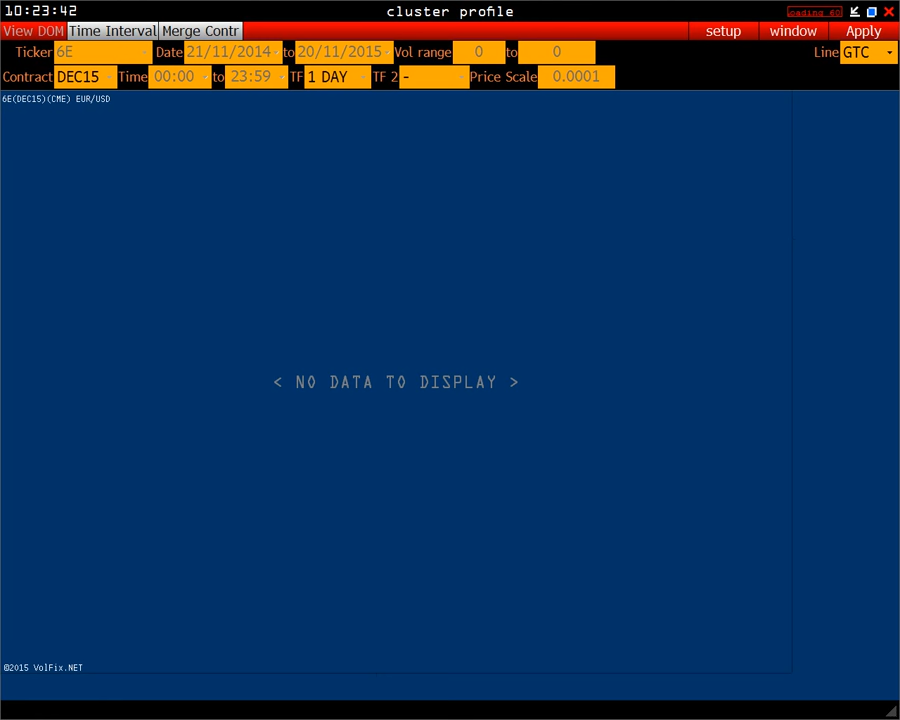 10:23:42 cluster profile loading 60
View DOM Time Interval Merge Contr setup window Apply
Ticker 6E Date 21/11/2014 to 20/11/2015 Vol range 0 to 0 Line GTC
Contract DEC15 Time 00:00 to 23:59 TF 1 DAY TF 2 - Price Scale 0.0001
6E(DEC15)(CME) EUR/USD
< NO DATA TO DISPLAY >
©2015 VolFix.NET